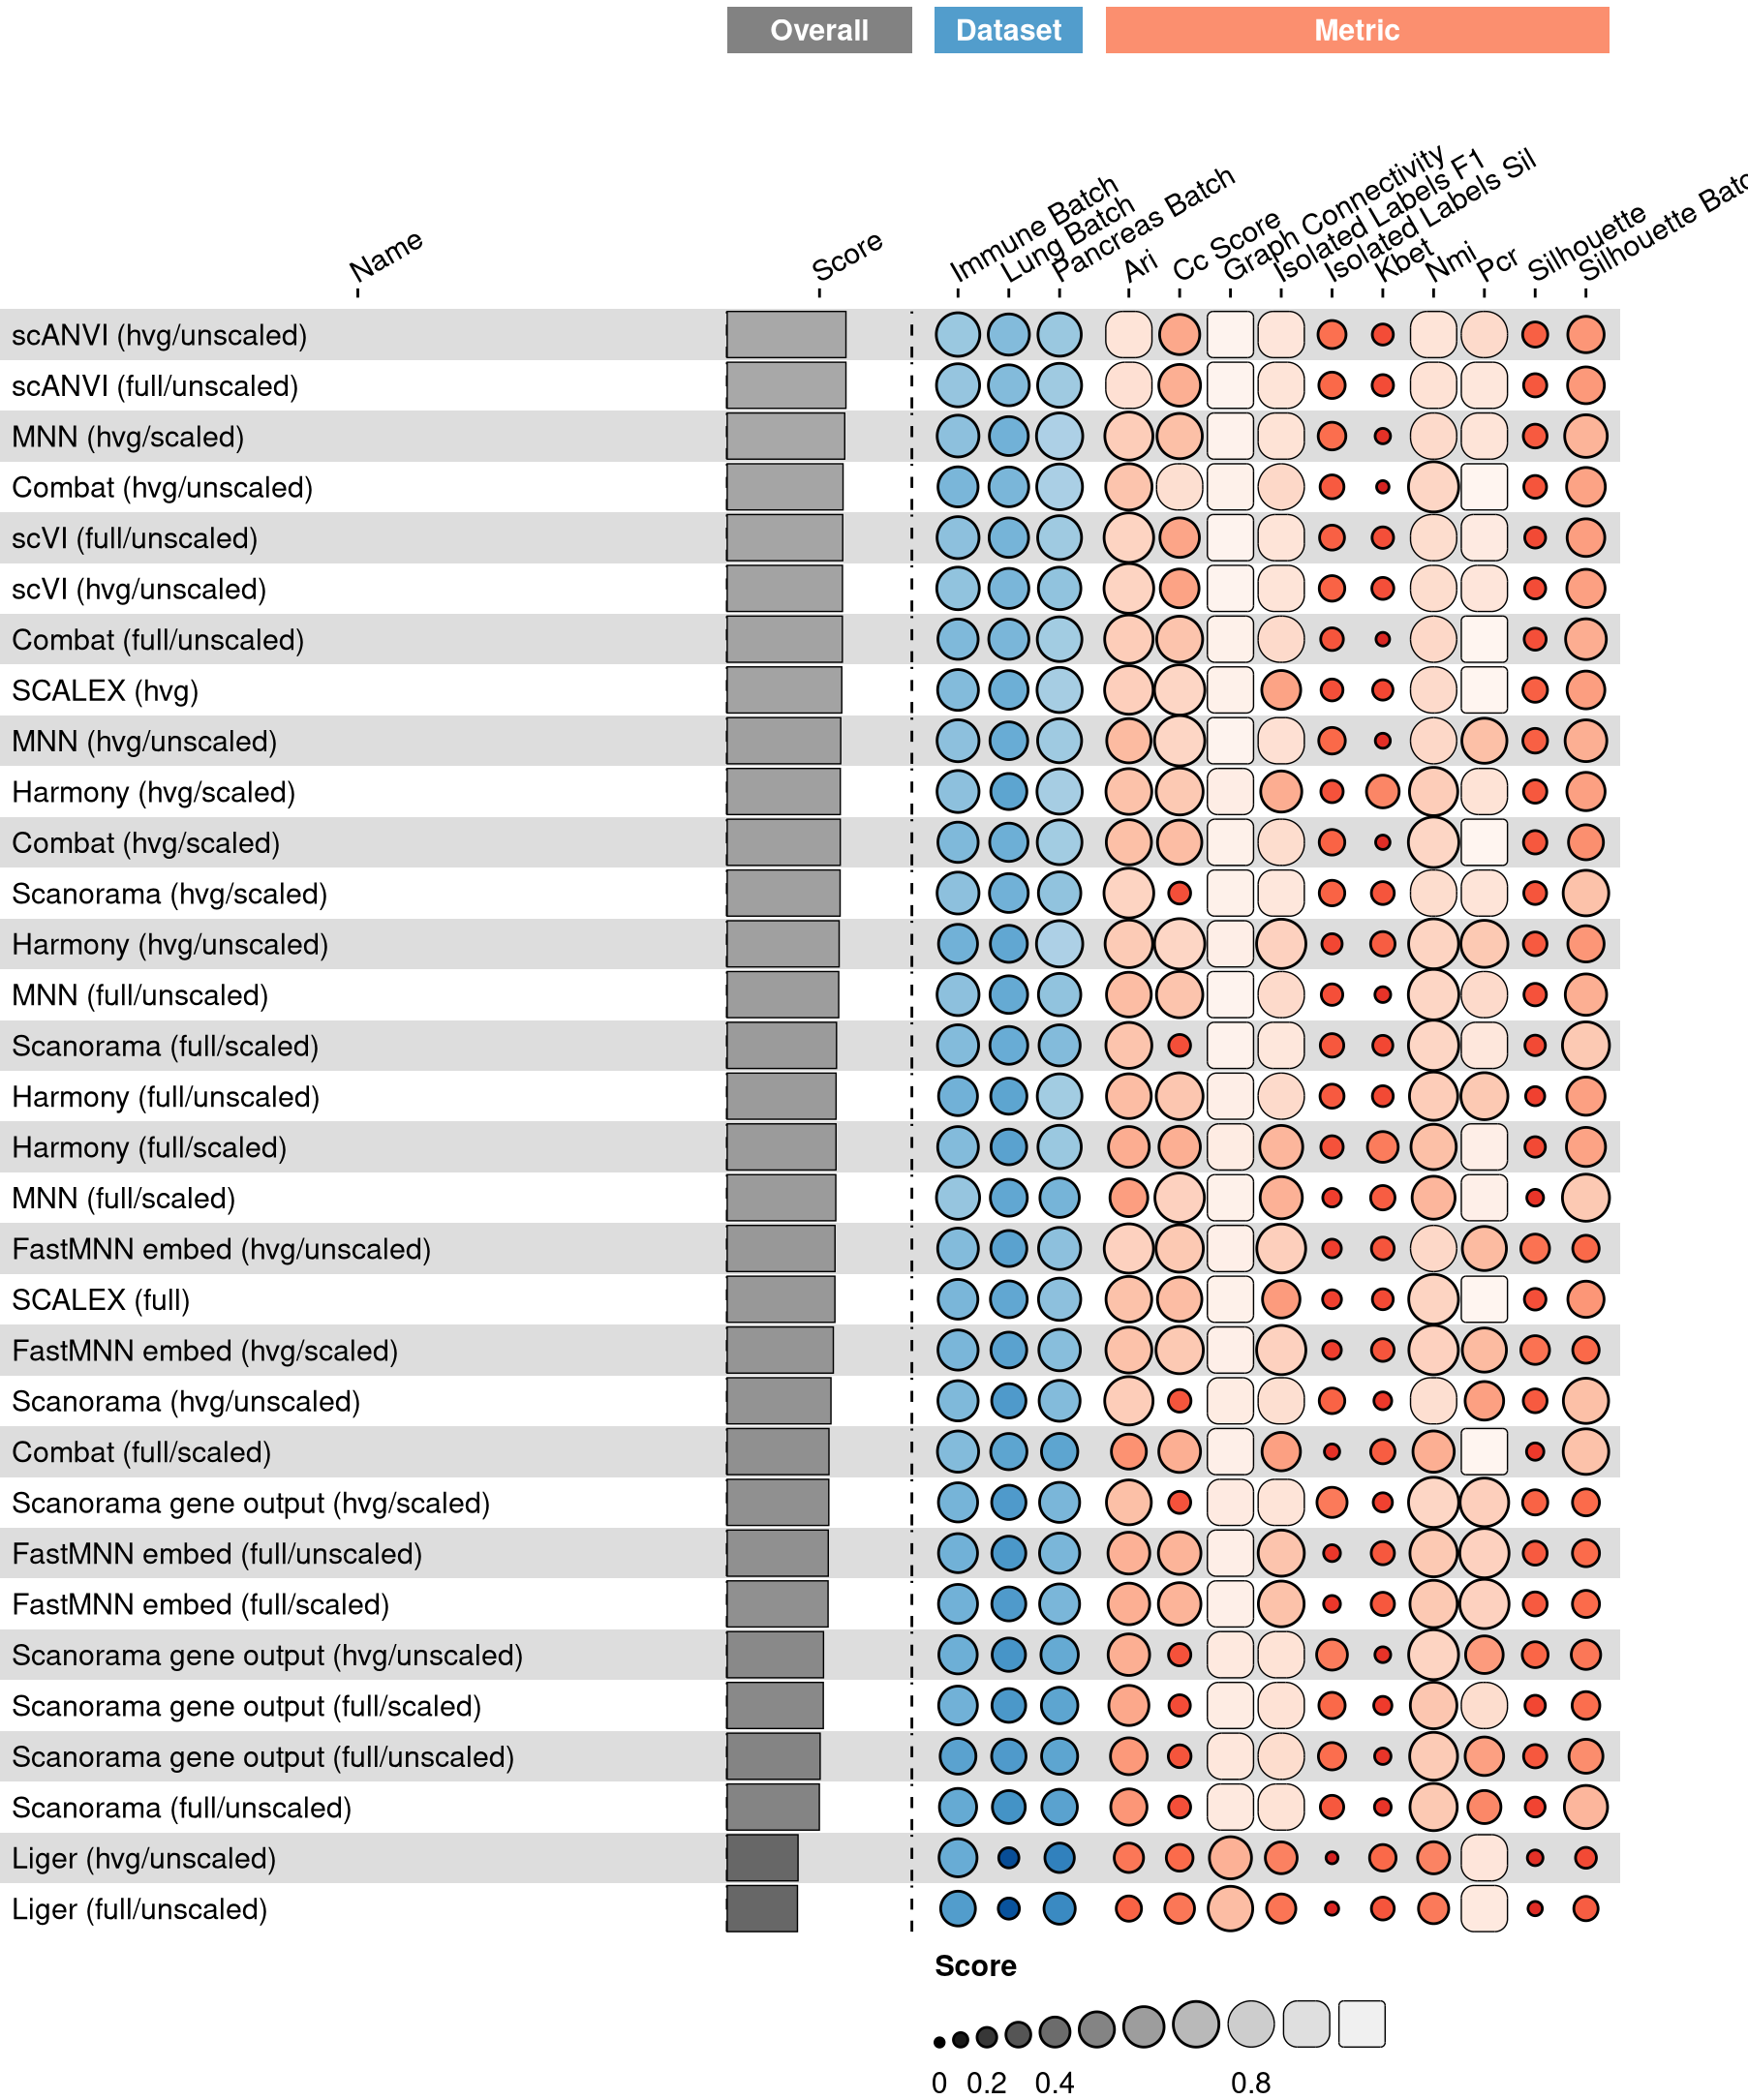 Overall Dataset Metric
Name Score Immune Batch Lung Batch Pancreas Batch Ari Cc Score Graph Connectivity Isolated Labels F1 Isolated Labels Sil Kbet Nmi Pcr Silhouette Silhouette Batc
scANVI (hvg/unscaled)
scANVI (full/unscaled)
MNN (hvg/scaled)
Combat (hvg/unscaled)
scVI (full/unscaled)
scVI (hvg/unscaled)
Combat (full/unscaled)
SCALEX (hvg)
MNN (hvg/unscaled)
Harmony (hvg/scaled)
Combat (hvg/scaled)
Scanorama (hvg/scaled)
Harmony (hvg/unscaled)
MNN (full/unscaled)
Scanorama (full/scaled)
Harmony (full/unscaled)
Harmony (full/scaled)
MNN (full/scaled)
FastMNN embed (hvg/unscaled)
SCALEX (full)
FastMNN embed (hvg/scaled)
Scanorama (hvg/unscaled)
Combat (full/scaled)
Scanorama gene output (hvg/scaled)
FastMNN embed (full/unscaled)
FastMNN embed (full/scaled)
Scanorama gene output (hvg/unscaled)
Scanorama gene output (full/scaled)
Scanorama gene output (full/unscaled)
Scanorama (full/unscaled)
Liger (hvg/unscaled)
Liger (full/unscaled)
Score
0 0.2 0.4 0.8